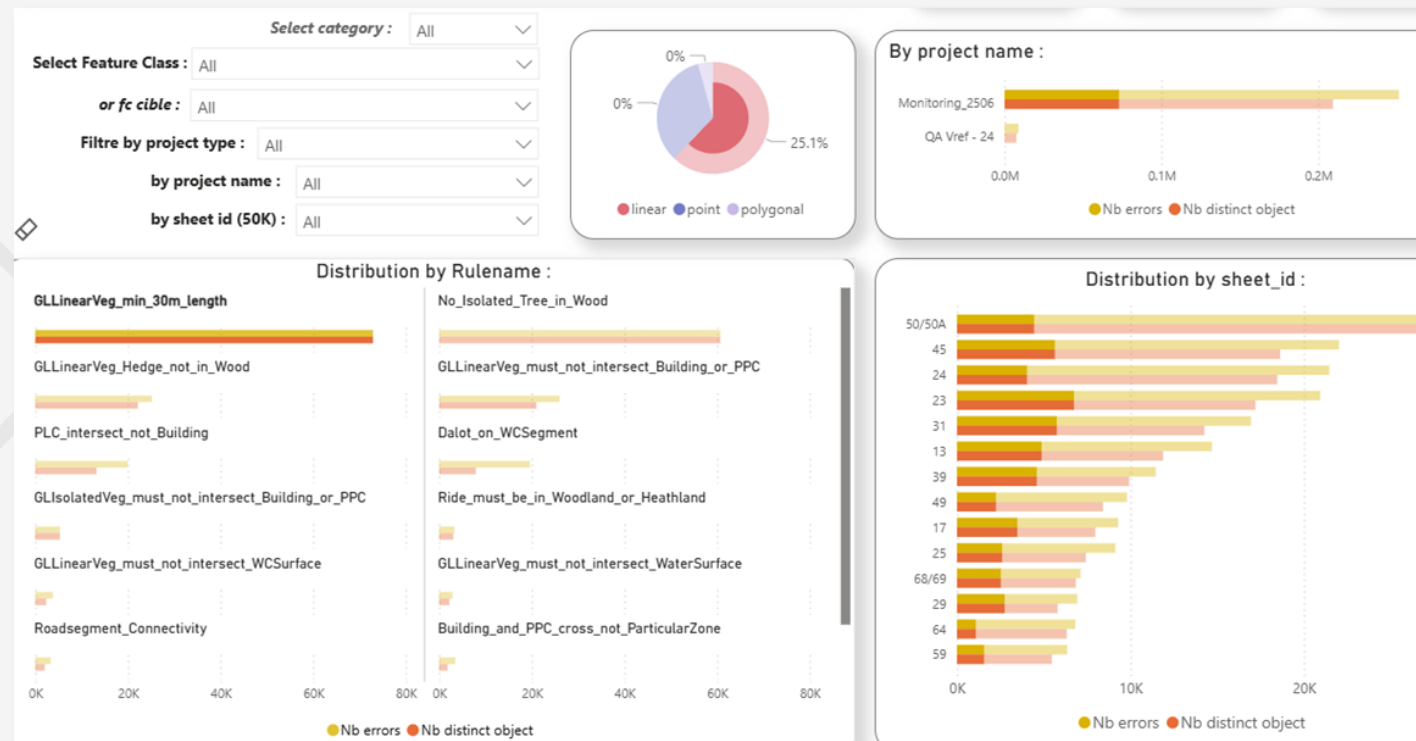 Select category :
All
Select Feature Class :
All
or fc cible :
All
Filtre by project type :
All
by project name :
All
by sheet id (50K) :
All
0%
0%
25.1%
linear point polygonal
By project name :
Monitoring_2506
QA Vref - 24
0.0M 0.1M 0.2M
Nb errors Nb distinct object
Distribution by Rulename :
GLLinearVeg_min_30m_length
No_Isolated_Tree_in_Wood
GLLinearVeg_Hedge_not_in_Wood
GLLinearVeg_must_not_intersect_Building_or_PPC
PLC_intersect_not_Building
Dalot_on_WCSegment
GLIsolatedVeg_must_not_intersect_Building_or_PPC
Ride_must_be_in_Woodland_or_Heathland
GLLinearVeg_must_not_intersect_WCSurface
GLLinearVeg_must_not_intersect_WaterSurface
Roadsegment_Connectivity
Building_and_PPC_cross_not_ParticularZone
0K 20K 40K 60K 80K 0K 20K 40K 60K 80K
Nb errors Nb distinct object
Distribution by sheet_id :
50/50A
45
24
23
31
13
39
49
17
25
68/69
29
64
59
0K 10K 20K
Nb errors Nb distinct object